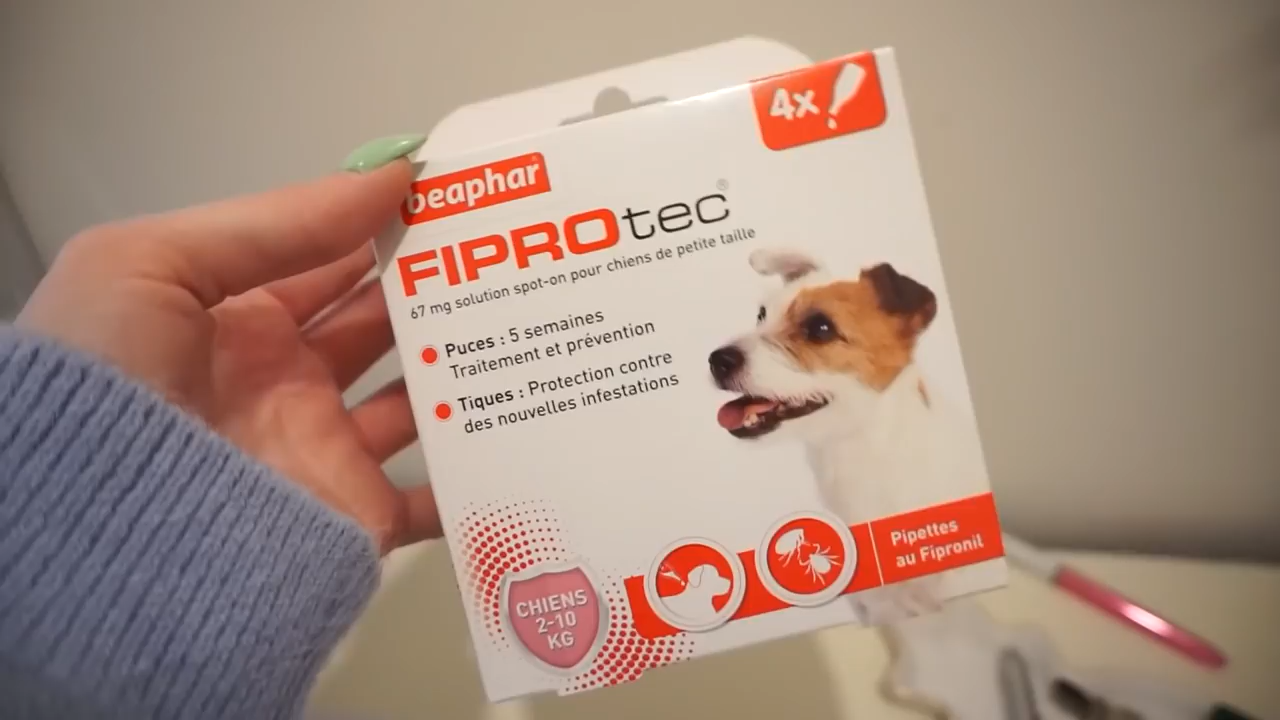 4x
beaphar
FIPROtec®
67 mg solution spot-on pour chiens de petite taille
Puces : 5 semaines
Traitement et prévention
Tiques : Protection contre
des nouvelles infestations
CHIENS
2-10
KG
Pipettes
au Fipronil